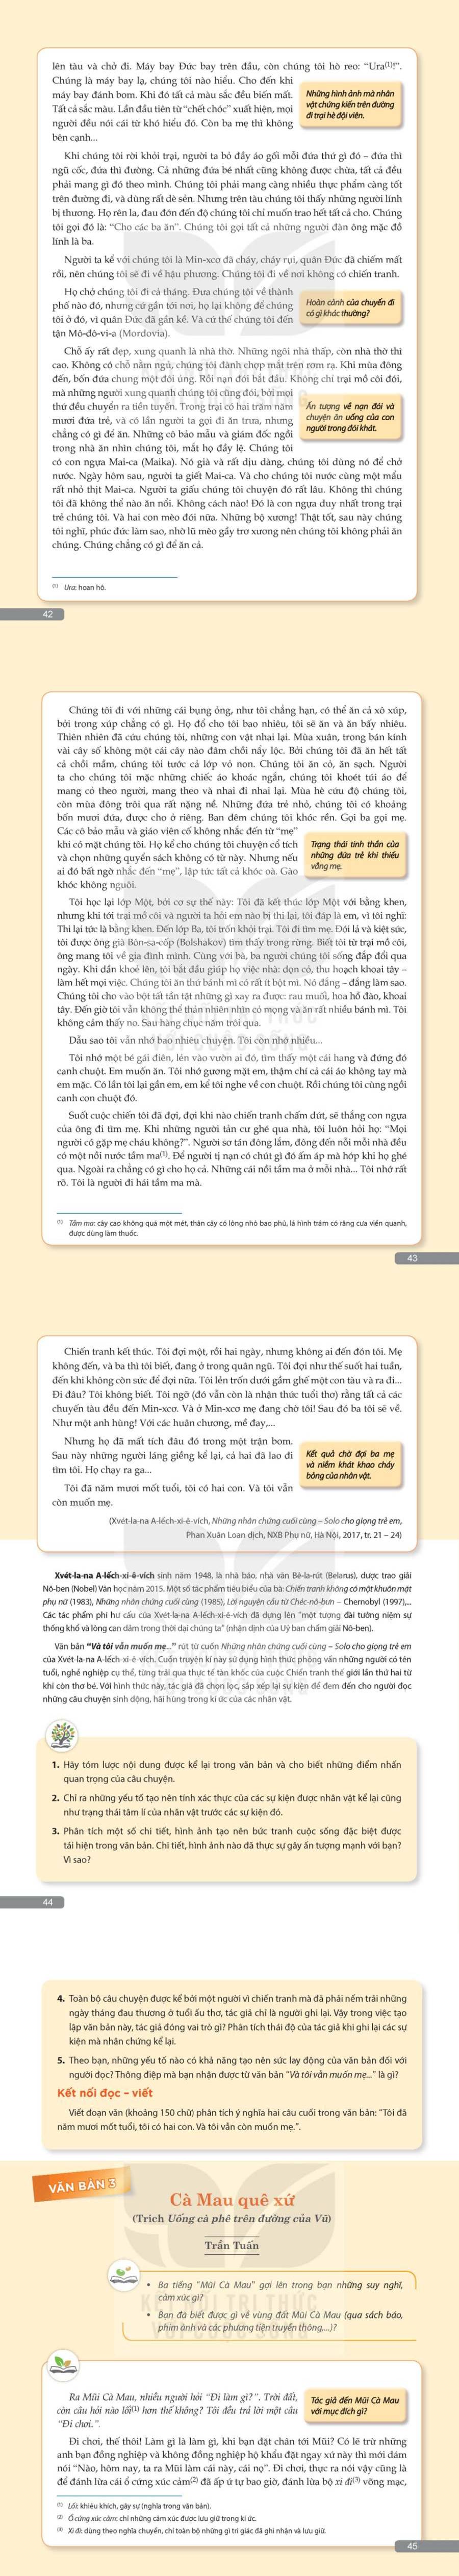 lên tàu và chở đi. Máy bay Đức bay trên đầu, còn chúng tôi hò reo: “Ura(1)!”.
Chúng là máy bay lạ, chúng tôi nào hiểu. Cho đến khi
máy bay đánh bom. Khi đó tất cả màu sắc đều biến mất.
Tất cả sắc màu. Lần đầu tiên từ “chết chóc” xuất hiện, mọi
người đều nói cái từ khó hiểu đó. Còn ba mẹ thì không
bên cạnh...
Những hình ảnh mà nhân
vật chứng kiến trên đường
đi trại hè đội viên.
Khi chúng tôi rời khỏi trại, người ta bỏ đầy áo gối mỗi đứa thứ gì đó – đứa thì
ngũ cốc, đứa thì đường. Cả những đứa bé nhất cũng không được chừa, tất cả đều
phải mang gì đó theo mình. Chúng tôi phải mang càng nhiều thực phẩm càng tốt
trên đường đi, và dùng rất dè sẻn. Nhưng trên tàu chúng tôi thấy những người lính
bị thương. Họ rên la, đau đớn đến độ chúng tôi chỉ muốn trao hết tất cả cho. Chúng
tôi gọi đó là: “Cho các ba ăn”. Chúng tôi gọi tất cả những người đàn ông mặc đồ
lính là ba.
Người ta kể với chúng tôi là Min-xcơ đã cháy, cháy rụi, quân Đức đã chiếm mất
rồi, nên chúng tôi sẽ đi về hậu phương. Chúng tôi đi về nơi không có chiến tranh.
Họ chở chúng tôi đi cả tháng. Đưa chúng tôi về thành
phố nào đó, nhưng cứ gần tới nơi, họ lại không để chúng
tôi ở đó, vì quân Đức đã gần kề. Và cứ thế chúng tôi đến
tận Mô-đô-vi-a (Mordovia).
Hoàn cảnh của chuyến đi
có gì khác thường?
Chỗ ấy rất đẹp, xung quanh là nhà thờ. Những ngôi nhà thấp, còn nhà thờ thì
cao. Không có chỗ nằm ngủ, chúng tôi đành chợp mắt trên rơm rạ. Khi mùa đông
đến, bốn đứa chung một đôi ủng. Rồi nạn đói bắt đầu. Không chỉ trại mồ côi đói,
mà những người xung quanh chúng tôi cũng đói, bởi mọi
thứ đều chuyển ra tiền tuyến. Trong trại có hai trăm năm
mươi đứa trẻ, và có lần người ta gọi đi ăn trưa, nhưng
chẳng có gì để ăn. Những cô bảo mẫu và giám đốc ngồi
trong nhà ăn nhìn chúng tôi, mắt họ đầy lệ. Chúng tôi
có con ngựa Mai-ca (Maika). Nó già và rất dịu dàng, chúng tôi dùng nó để chở
nước. Ngày hôm sau, người ta giết Mai-ca. Và cho chúng tôi nước cùng một mẩu
rất nhỏ thịt Mai-ca. Người ta giấu chúng tôi chuyện đó rất lâu. Không thì chúng
tôi đã không thể nào ăn nổi. Không cách nào! Đó là con ngựa duy nhất trong trại
trẻ chúng tôi. Và hai con mèo đói nữa. Những bộ xương! Thật tốt, sau này chúng
tôi nghĩ, phúc đức làm sao, nhờ lũ mèo gầy trơ xương nên chúng tôi không phải ăn
chúng. Chúng chẳng có gì để ăn cả.
Ấn tượng về nạn đói và
chuyện ăn uống của con
người trong đói khát.
(1) Ura: hoan hô.
42
Chúng tôi đi với những cái bụng ỏng, như tôi chẳng hạn, có thể ăn cả xô xúp,
bởi trong xúp chẳng có gì. Họ đổ cho tôi bao nhiêu, tôi sẽ ăn và ăn bấy nhiêu.
Thiên nhiên đã cứu chúng tôi, những con vật nhai lại. Mùa xuân, trong bán kính
vài cây số không một cái cây nào đâm chồi nẩy lộc. Bởi chúng tôi đã ăn hết tất
cả chồi mầm, chúng tôi tước cả lớp vỏ non. Chúng tôi ăn cỏ, ăn sạch. Người
ta cho chúng tôi mặc những chiếc áo khoác ngắn, chúng tôi khoét túi áo để
mang cỏ theo người, mang theo và nhai đi nhai lại. Mùa hè cứu độ chúng tôi,
còn mùa đông trôi qua rất nặng nề. Những đứa trẻ nhỏ, chúng tôi có khoảng
bốn mươi đứa, được cho ở riêng. Ban đêm chúng tôi khóc rền. Gọi ba gọi mẹ.
Các cô bảo mẫu và giáo viên cố không nhắc đến từ “mẹ”
khi có mặt chúng tôi. Họ kể cho chúng tôi chuyện cổ tích
và chọn những quyển sách không có từ này. Nhưng nếu
ai đó bất ngờ nhắc đến “mẹ”, lập tức tất cả khóc oà. Gào
khóc không nguôi.
Trạng thái tinh thần của
những đứa trẻ khi thiếu
vắng mẹ.
Tôi học lại lớp Một, bởi cơ sự thế này: Tôi đã kết thúc lớp Một với bằng khen,
nhưng khi tới trại mồ côi và người ta hỏi em nào bị thi lại, tôi đáp là em, vì tôi nghĩ:
Thi lại tức là bằng khen. Đến lớp Ba, tôi trốn khỏi trại. Tôi đi tìm mẹ. Đói lả và kiệt sức,
tôi được ông già Bôn-sa-cốp (Bolshakov) tìm thấy trong rừng. Biết tôi từ trại mồ côi,
ông mang tôi về gia đình mình. Cùng với bà, ba người chúng tôi sống đắp đổi qua
ngày. Khi dần khoẻ lên, tôi bắt đầu giúp họ việc nhà: dọn cỏ, thu hoạch khoai tây –
làm hết mọi việc. Chúng tôi ăn thứ bánh mì có rất ít bột mì. Nó đắng – đắng làm sao.
Chúng tôi cho vào bột tất tần tật những gì xay ra được: rau muối, hoa hồ đào, khoai
tây. Đến giờ tôi vẫn không thể thản nhiên nhìn cỏ mọng và ăn rất nhiều bánh mì. Tôi
không cảm thấy no. Sau hàng chục năm trôi qua.
Dẫu sao tôi vẫn nhớ bao nhiêu chuyện. Tôi còn nhớ nhiều...
Tôi nhớ một bé gái điên, lẻn vào vườn ai đó, tìm thấy một cái hang và đứng đó
canh chuột. Em muốn ăn. Tôi nhớ gương mặt em, thậm chí cả cái áo không tay mà
em mặc. Có lần tôi lại gần em, em kể tôi nghe về con chuột. Rồi chúng tôi cùng ngồi
canh con chuột đó.
Suốt cuộc chiến tôi đã đợi, đợi khi nào chiến tranh chấm dứt, sẽ thắng con ngựa
của ông đi tìm mẹ. Khi những người tản cư ghé qua nhà, tôi luôn hỏi họ: “Mọi
người có gặp mẹ cháu không?”. Người sơ tán đông lắm, đông đến nỗi mỗi nhà đều
có một nồi nước tầm ma(1). Để người tị nạn có chút gì đó ấm áp mà hớp khi họ ghé
qua. Ngoài ra chẳng có gì cho họ cả. Những cái nồi tầm ma ở mỗi nhà... Tôi nhớ rất
rõ. Tôi là người đi hái tầm ma mà.
(1) Tầm ma: cây cao không quá một mét, thân cây có lông nhỏ bao phủ, lá hình trám có răng cưa viền quanh,
được dùng làm thuốc.
43
Chiến tranh kết thúc. Tôi đợi một, rồi hai ngày, nhưng không ai đến đón tôi. Mẹ
không đến, và ba thì tôi biết, đang ở trong quân ngũ. Tôi đợi như thế suốt hai tuần,
đến khi không còn sức để đợi nữa. Tôi lẻn trốn dưới gầm ghế một con tàu và ra đi...
Đi đâu? Tôi không biết. Tôi ngỡ (đó vẫn còn là nhận thức tuổi thơ) rằng tất cả các
chuyến tàu đều đến Min-xcơ. Và ở Min-xcơ mẹ đang chờ tôi! Sau đó ba tôi sẽ về.
Như một anh hùng! Với các huân chương, mề đay,...
Nhưng họ đã mất tích đâu đó trong một trận bom.
Sau này những người láng giềng kể lại, cả hai đã lao đi
tìm tôi. Họ chạy ra ga...
Kết quả chờ đợi ba mẹ
và niềm khát khao cháy
bỏng của nhân vật.
Tôi đã năm mươi mốt tuổi, tôi có hai con. Và tôi vẫn
còn muốn mẹ.
(Xvét-la-na A-lếch-xi-ê-vích, Những nhân chứng cuối cùng – Solo cho giọng trẻ em,
Phan Xuân Loan dịch, NXB Phụ nữ, Hà Nội, 2017, tr. 21 – 24)
Xvét-la-na A-lếch-xi-ê-vích sinh năm 1948, là nhà báo, nhà văn Bê-la-rút (Belarus), được trao giải
Nô-ben (Nobel) Văn học năm 2015. Một số tác phẩm tiêu biểu của bà: Chiến tranh không có một khuôn mặt
phụ nữ (1983), Những nhân chứng cuối cùng (1985), Lời nguyện cầu từ Chéc-nô-bưn – Chernobyl (1997),...
Các tác phẩm phi hư cấu của Xvét-la-na A-lếch-xi-ê-vích đã dựng lên “một tượng đài tưởng niệm sự
thống khổ và lòng can đảm trong thời đại chúng ta” (nhận định của Uỷ ban chấm giải Nô-ben).
Văn bản “Và tôi vẫn muốn mẹ...” rút từ cuốn Những nhân chứng cuối cùng – Solo cho giọng trẻ em
của Xvét-la-na A-lếch-xi-ê-vích. Cuốn truyện kí này sử dụng hình thức phỏng vấn những người có tên
tuổi, nghề nghiệp cụ thể, từng trải qua thực tế tàn khốc của cuộc Chiến tranh thế giới lần thứ hai từ
khi còn thơ bé. Với hình thức này, tác giả đã chọn lọc, sắp xếp lại sự kiện để đem đến cho người đọc
những câu chuyện sinh động, hãi hùng trong kí ức của các nhân vật.
1. Hãy tóm lược nội dung được kể lại trong văn bản và cho biết những điểm nhấn
quan trọng của câu chuyện.
2. Chỉ ra những yếu tố tạo nên tính xác thực của các sự kiện được nhân vật kể lại cũng
như trạng thái tâm lí của nhân vật trước các sự kiện đó.
3. Phân tích một số chi tiết, hình ảnh tạo nên bức tranh cuộc sống đặc biệt được
tái hiện trong văn bản. Chi tiết, hình ảnh nào đã thực sự gây ấn tượng mạnh với bạn?
Vì sao?
44
4. Toàn bộ câu chuyện được kể bởi một người vì chiến tranh mà đã phải nếm trải những
ngày tháng đau thương ở tuổi ấu thơ, tác giả chỉ là người ghi lại. Vậy trong việc tạo
lập văn bản này, tác giả đóng vai trò gì? Phân tích thái độ của tác giả khi ghi lại các sự
kiện mà nhân chứng kể lại.
5. Theo bạn, những yếu tố nào có khả năng tạo nên sức lay động của văn bản đối với
người đọc? Thông điệp mà bạn nhận được từ văn bản “Và tôi vẫn muốn mẹ...” là gì?
Kết nối đọc – viết
Viết đoạn văn (khoảng 150 chữ) phân tích ý nghĩa hai câu cuối trong văn bản: “Tôi đã
năm mươi mốt tuổi, tôi có hai con. Và tôi vẫn còn muốn mẹ.”.
VĂN BẢN 3
Cà Mau quê xứ
(Trích Uống cà phê trên đường của Vũ)
Trần Tuấn
• Ba tiếng “Mũi Cà Mau” gợi lên trong bạn những suy nghĩ,
cảm xúc gì?
• Bạn đã biết được gì về vùng đất Mũi Cà Mau (qua sách báo,
phim ảnh và các phương tiện truyền thông,...)?
Ra Mũi Cà Mau, nhiều người hỏi “Đi làm gì?”. Trời đất,
còn câu hỏi nào lối(1) hơn thế không? Tôi đều trả lời một câu
“Đi chơi.”.
Tác giả đến Mũi Cà Mau
với mục đích gì?
Đi chơi, thế thôi! Làm gì là làm gì, khi bạn đặt chân tới Mũi? Có lẽ trừ những
anh bạn đồng nghiệp và không đồng nghiệp hộ khẩu đặt ngay xứ này thì mới dám
nói “Nào, hôm nay, ta ra Mũi làm cái này, cái nọ”. Đi chơi, thực ra nói vậy cũng là
để đánh lừa cái ổ cứng xúc cảm(2) đã ấp ứ tự bao giờ, đánh lừa bộ xi đi(3) võng mạc,
(1) Lối: khiêu khích, gây sự (nghĩa trong văn bản).
(2) Ổ cứng xúc cảm: chỉ những cảm xúc được lưu giữ trong kí ức.
(3) Xi đi: dùng theo nghĩa chuyển, chỉ toàn bộ những gì tri giác đã ghi nhận và lưu giữ.
45